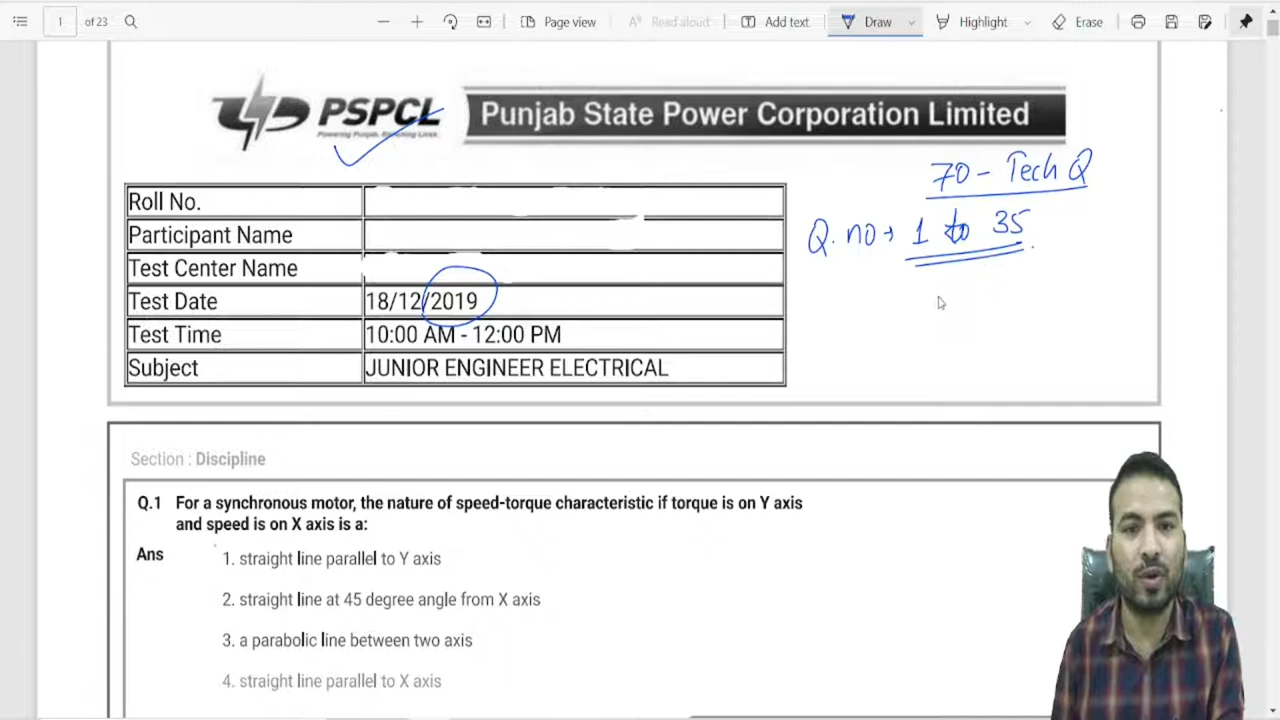 1 of 23 Page view Read aloud Add text Draw Highlight Erase
PSPCL Punjab State Power Corporation Limited
70 - Tech Q
Q. no → 1 to 35
Roll No.
Participant Name
Test Center Name
Test Date 18/12/2019
Test Time 10:00 AM - 12:00 PM
Subject JUNIOR ENGINEER ELECTRICAL
Section : Discipline
Q.1 For a synchronous motor, the nature of speed-torque characteristic if torque is on Y axis
and speed is on X axis is a:
Ans 1. straight line parallel to Y axis
2. straight line at 45 degree angle from X axis
3. a parabolic line between two axis
4. straight line parallel to X axis